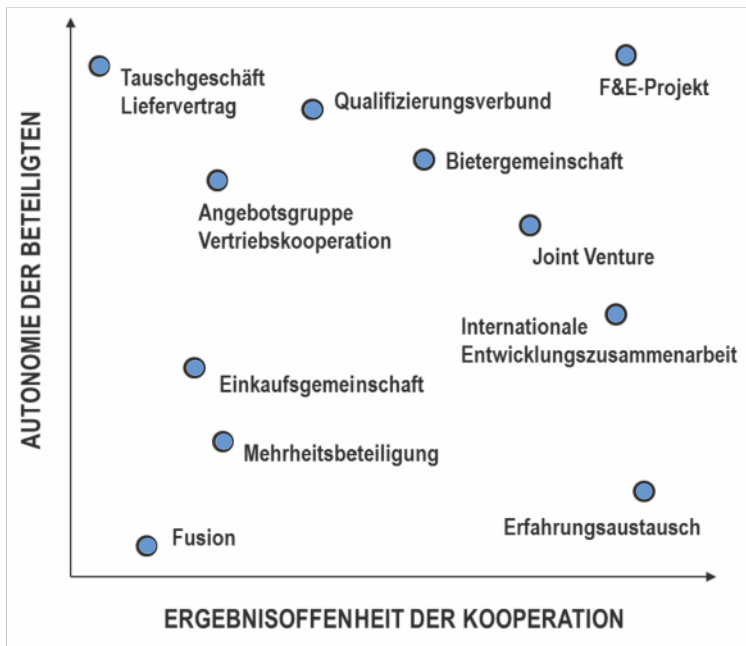 Tauschgeschäft
Liefervertrag
Qualifizierungsverbund
F&E-Projekt
Bietergemeinschaft
Angebotsgruppe
Vertriebskooperation
Joint Venture
Internationale
Entwicklungszusammenarbeit
Einkaufsgemeinschaft
Mehrheitsbeteiligung
Erfahrungsaustausch
Fusion
AUTONOMIE DER BETEILIGTEN
ERGEBNISOFFENHEIT DER KOOPERATION